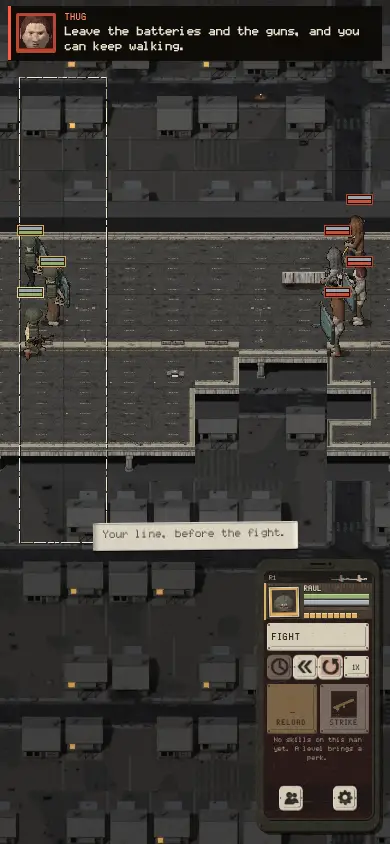 THUG
Leave the batteries and the guns, and you
can keep walking.
Your line, before the fight.
R1
RAUL
FIGHT
1X
RELOAD
STRIKE
No skills on this man
yet. A level brings a
perk.